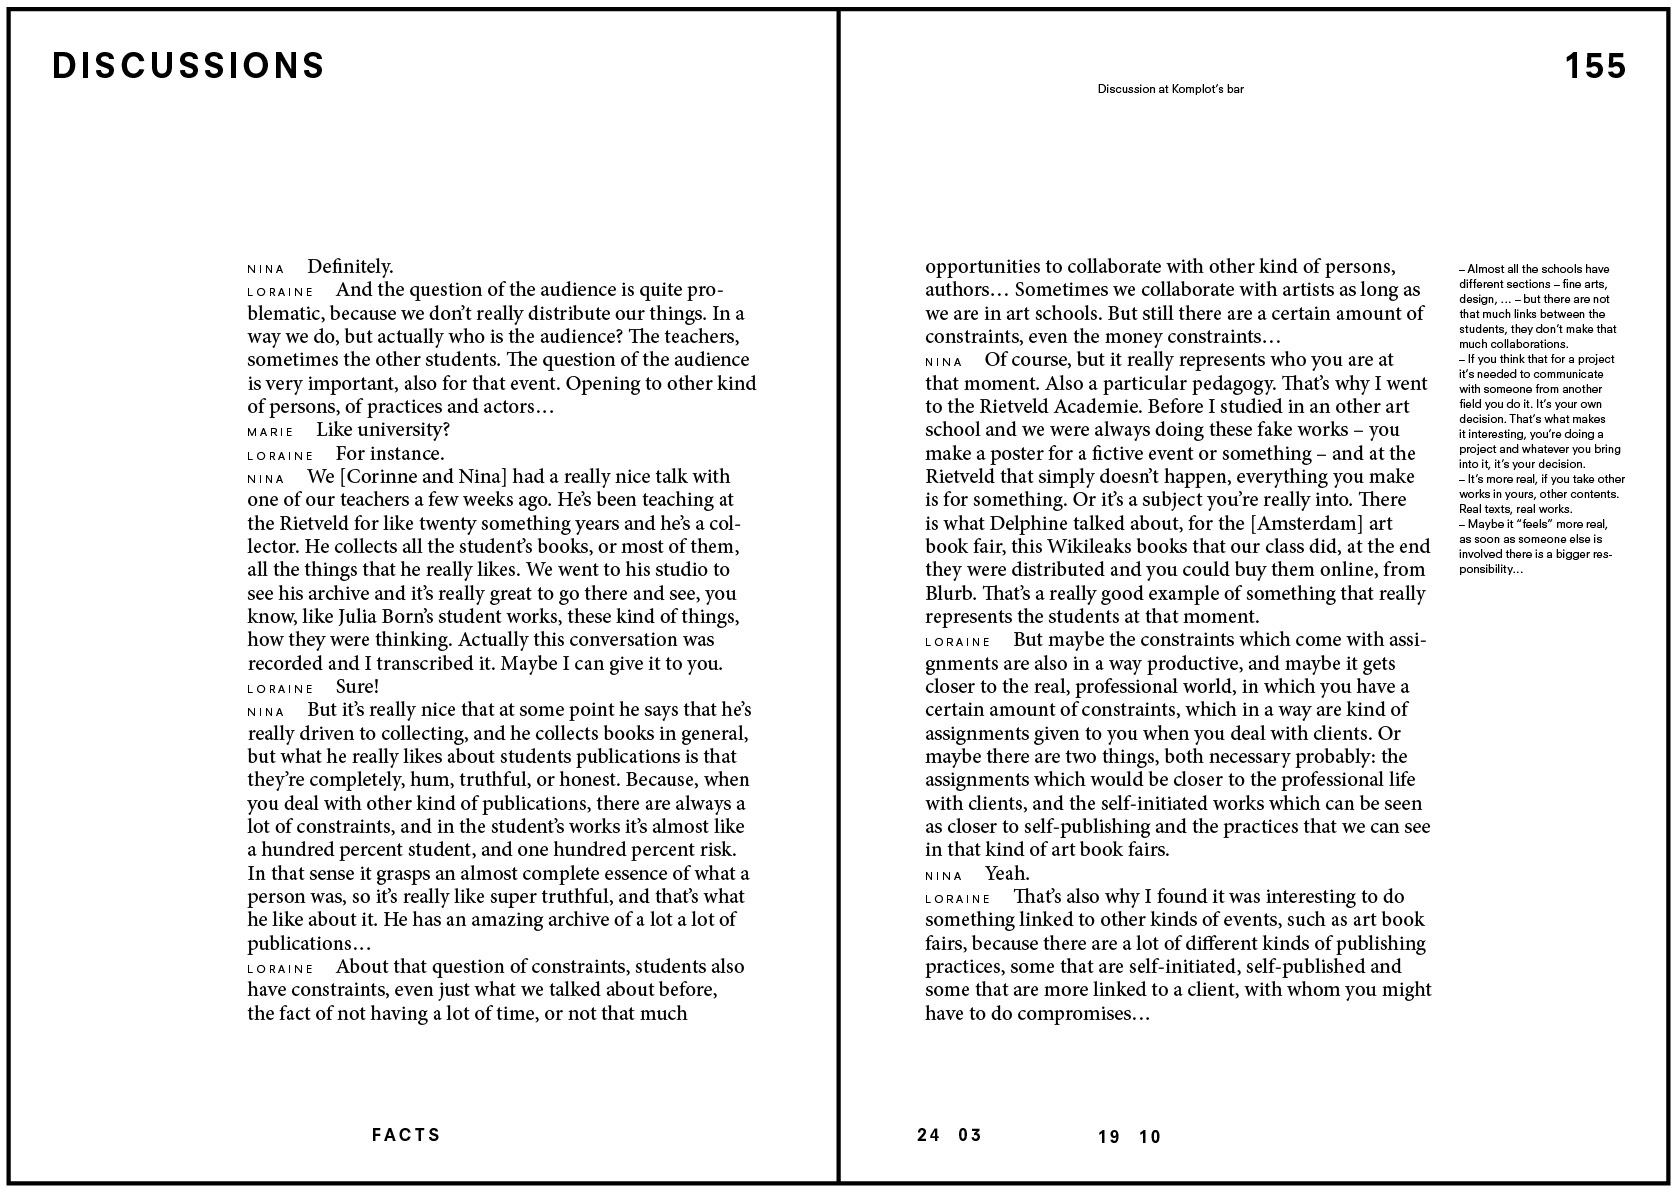 DISCUSSIONS
NINA Definitely.
LORAINE And the question of the audience is quite pro-
blematic, because we don’t really distribute our things. In a
way we do, but actually who is the audience? The teachers,
sometimes the other students. The question of the audience
is very important, also for that event. Opening to other kind
of persons, of practices and actors…
MARIE Like university?
LORAINE For instance.
NINA We [Corinne and Nina] had a really nice talk with
one of our teachers a few weeks ago. He’s been teaching at
the Rietveld for like twenty something years and he’s a col-
lector. He collects all the student’s books, or most of them,
all the things that he really likes. We went to his studio to
see his archive and it’s really great to go there and see, you
know, like Julia Born’s student works, these kind of things,
how they were thinking. Actually this conversation was
recorded and I transcribed it. Maybe I can give it to you.
LORAINE Sure!
NINA But it’s really nice that at some point he says that he’s
really driven to collecting, and he collects books in general,
but what he really likes about students publications is that
they’re completely, hum, truthful, or honest. Because, when
you deal with other kind of publications, there are always a
lot of constraints, and in the student’s works it’s almost like
a hundred percent student, and one hundred percent risk.
In that sense it grasps an almost complete essence of what a
person was, so it’s really like super truthful, and that’s what
he like about it. He has an amazing archive of a lot a lot of
publications…
LORAINE About that question of constraints, students also
have constraints, even just what we talked about before,
the fact of not having a lot of time, or not that much
FACTS
155
Discussion at Komplot’s bar
opportunities to collaborate with other kind of persons,
authors… Sometimes we collaborate with artists as long as
we are in art schools. But still there are a certain amount of
constraints, even the money constraints…
NINA Of course, but it really represents who you are at
that moment. Also a particular pedagogy. That’s why I went
to the Rietveld Academie. Before I studied in an other art
school and we were always doing these fake works – you
make a poster for a fictive event or something – and at the
Rietveld that simply doesn’t happen, everything you make
is for something. Or it’s a subject you’re really into. There
is what Delphine talked about, for the [Amsterdam] art
book fair, this Wikileaks books that our class did, at the end
they were distributed and you could buy them online, from
Blurb. That’s a really good example of something that really
represents the students at that moment.
LORAINE But maybe the constraints which come with assi-
gnments are also in a way productive, and maybe it gets
closer to the real, professional world, in which you have a
certain amount of constraints, which in a way are kind of
assignments given to you when you deal with clients. Or
maybe there are two things, both necessary probably: the
assignments which would be closer to the professional life
with clients, and the self-initiated works which can be seen
as closer to self-publishing and the practices that we can see
in that kind of art book fairs.
NINA Yeah.
LORAINE That’s also why I found it was interesting to do
something linked to other kinds of events, such as art book
fairs, because there are a lot of different kinds of publishing
practices, some that are self-initiated, self-published and
some that are more linked to a client, with whom you might
have to do compromises…
– Almost all the schools have
different sections – fine arts,
design, … – but there are not
that much links between the
students, they don’t make that
much collaborations.
– If you think that for a project
it’s needed to communicate
with someone from another
field you do it. It’s your own
decision. That’s what makes
it interesting, you’re doing a
project and whatever you bring
into it, it’s your decision.
– It’s more real, if you take other
works in yours, other contents.
Real texts, real works.
– Maybe it “feels” more real,
as soon as someone else is
involved there is a bigger res-
ponsibility…
24 03
19 10